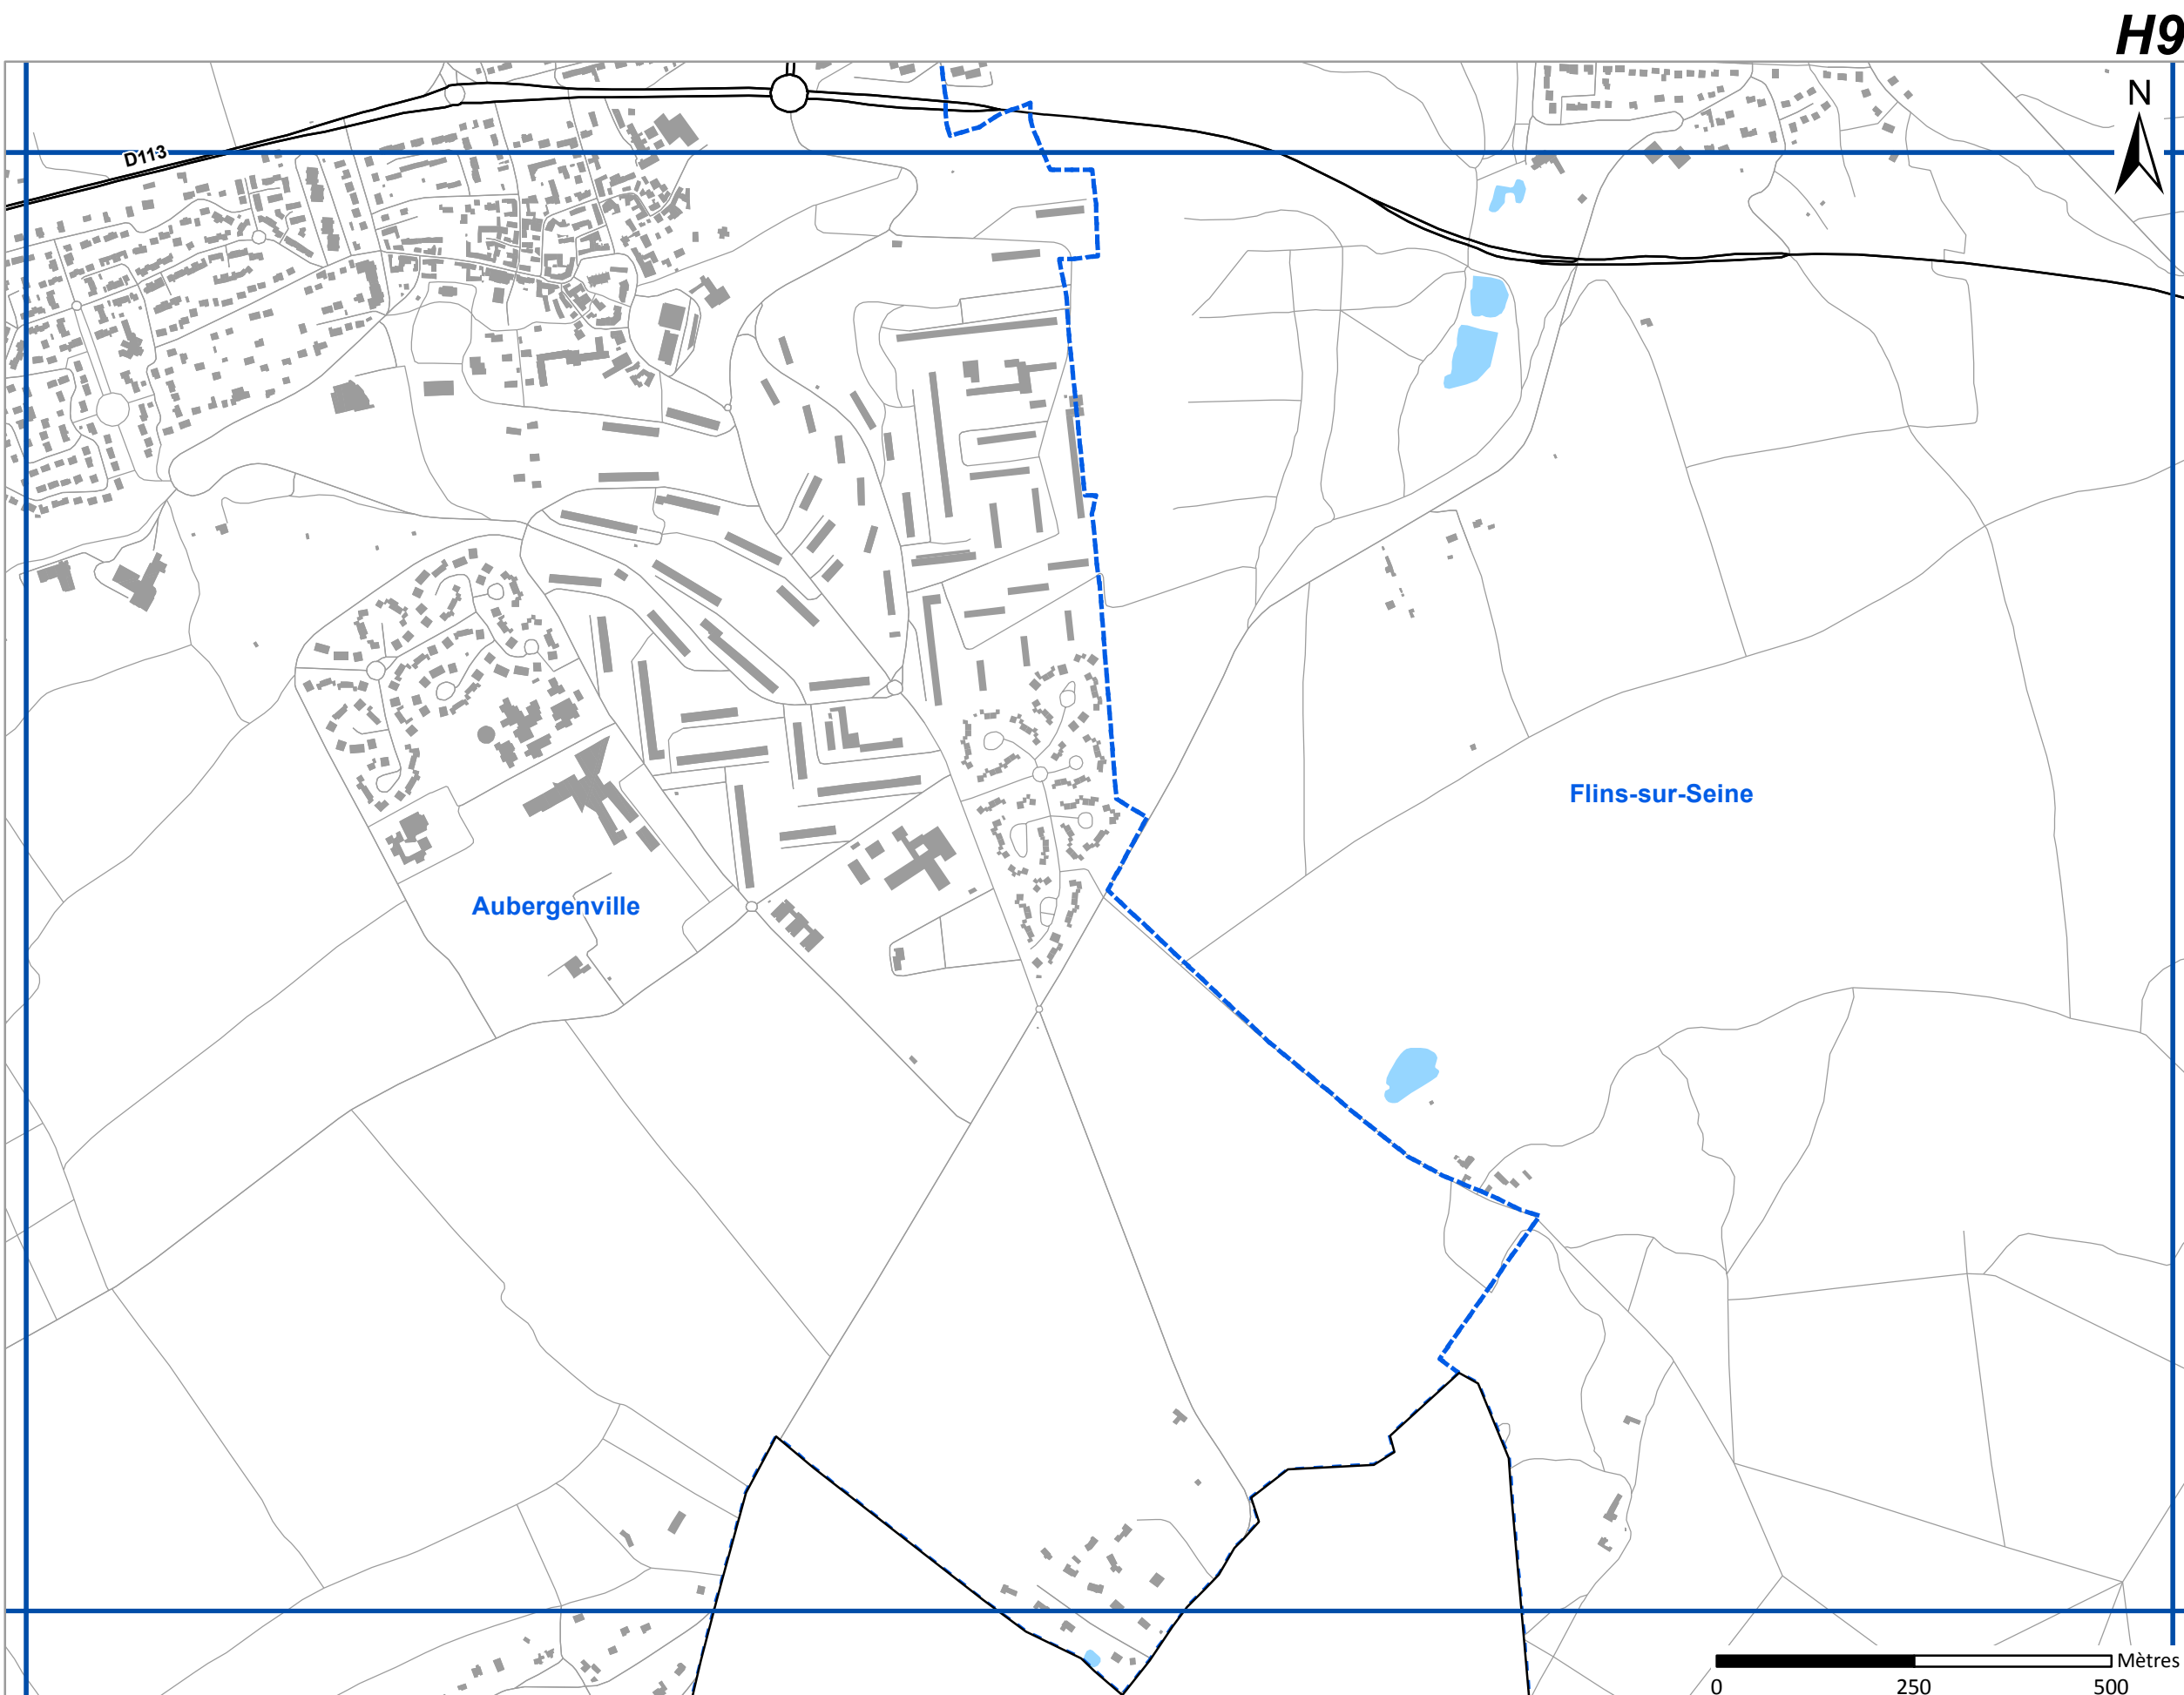 H9
N
D113
Flins-sur-Seine
Aubergenville
Mètres
0 250 500